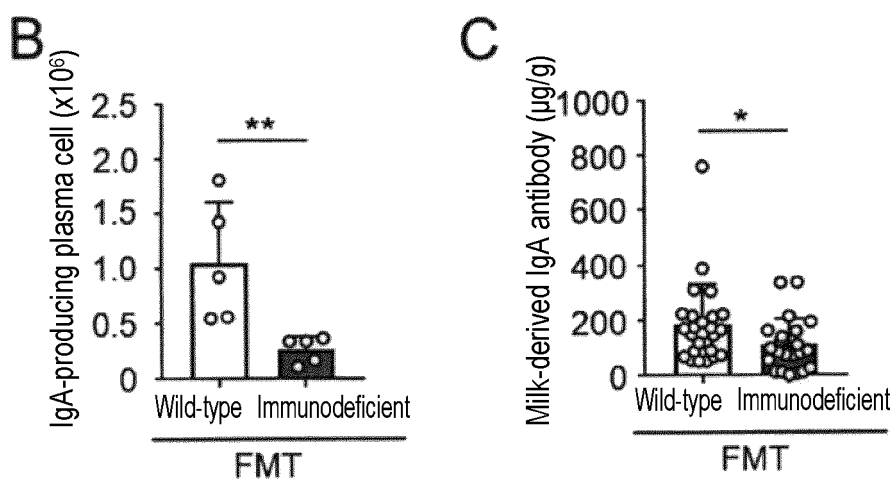 B
IgA-producing plasma cell (x10⁶)
2.5
2.0
1.5
1.0
0.5
0
**
Wild-type Immunodeficient
FMT
C
Milk-derived IgA antibody (µg/g)
1000
800
600
400
200
0
*
Wild-type Immunodeficient
FMT